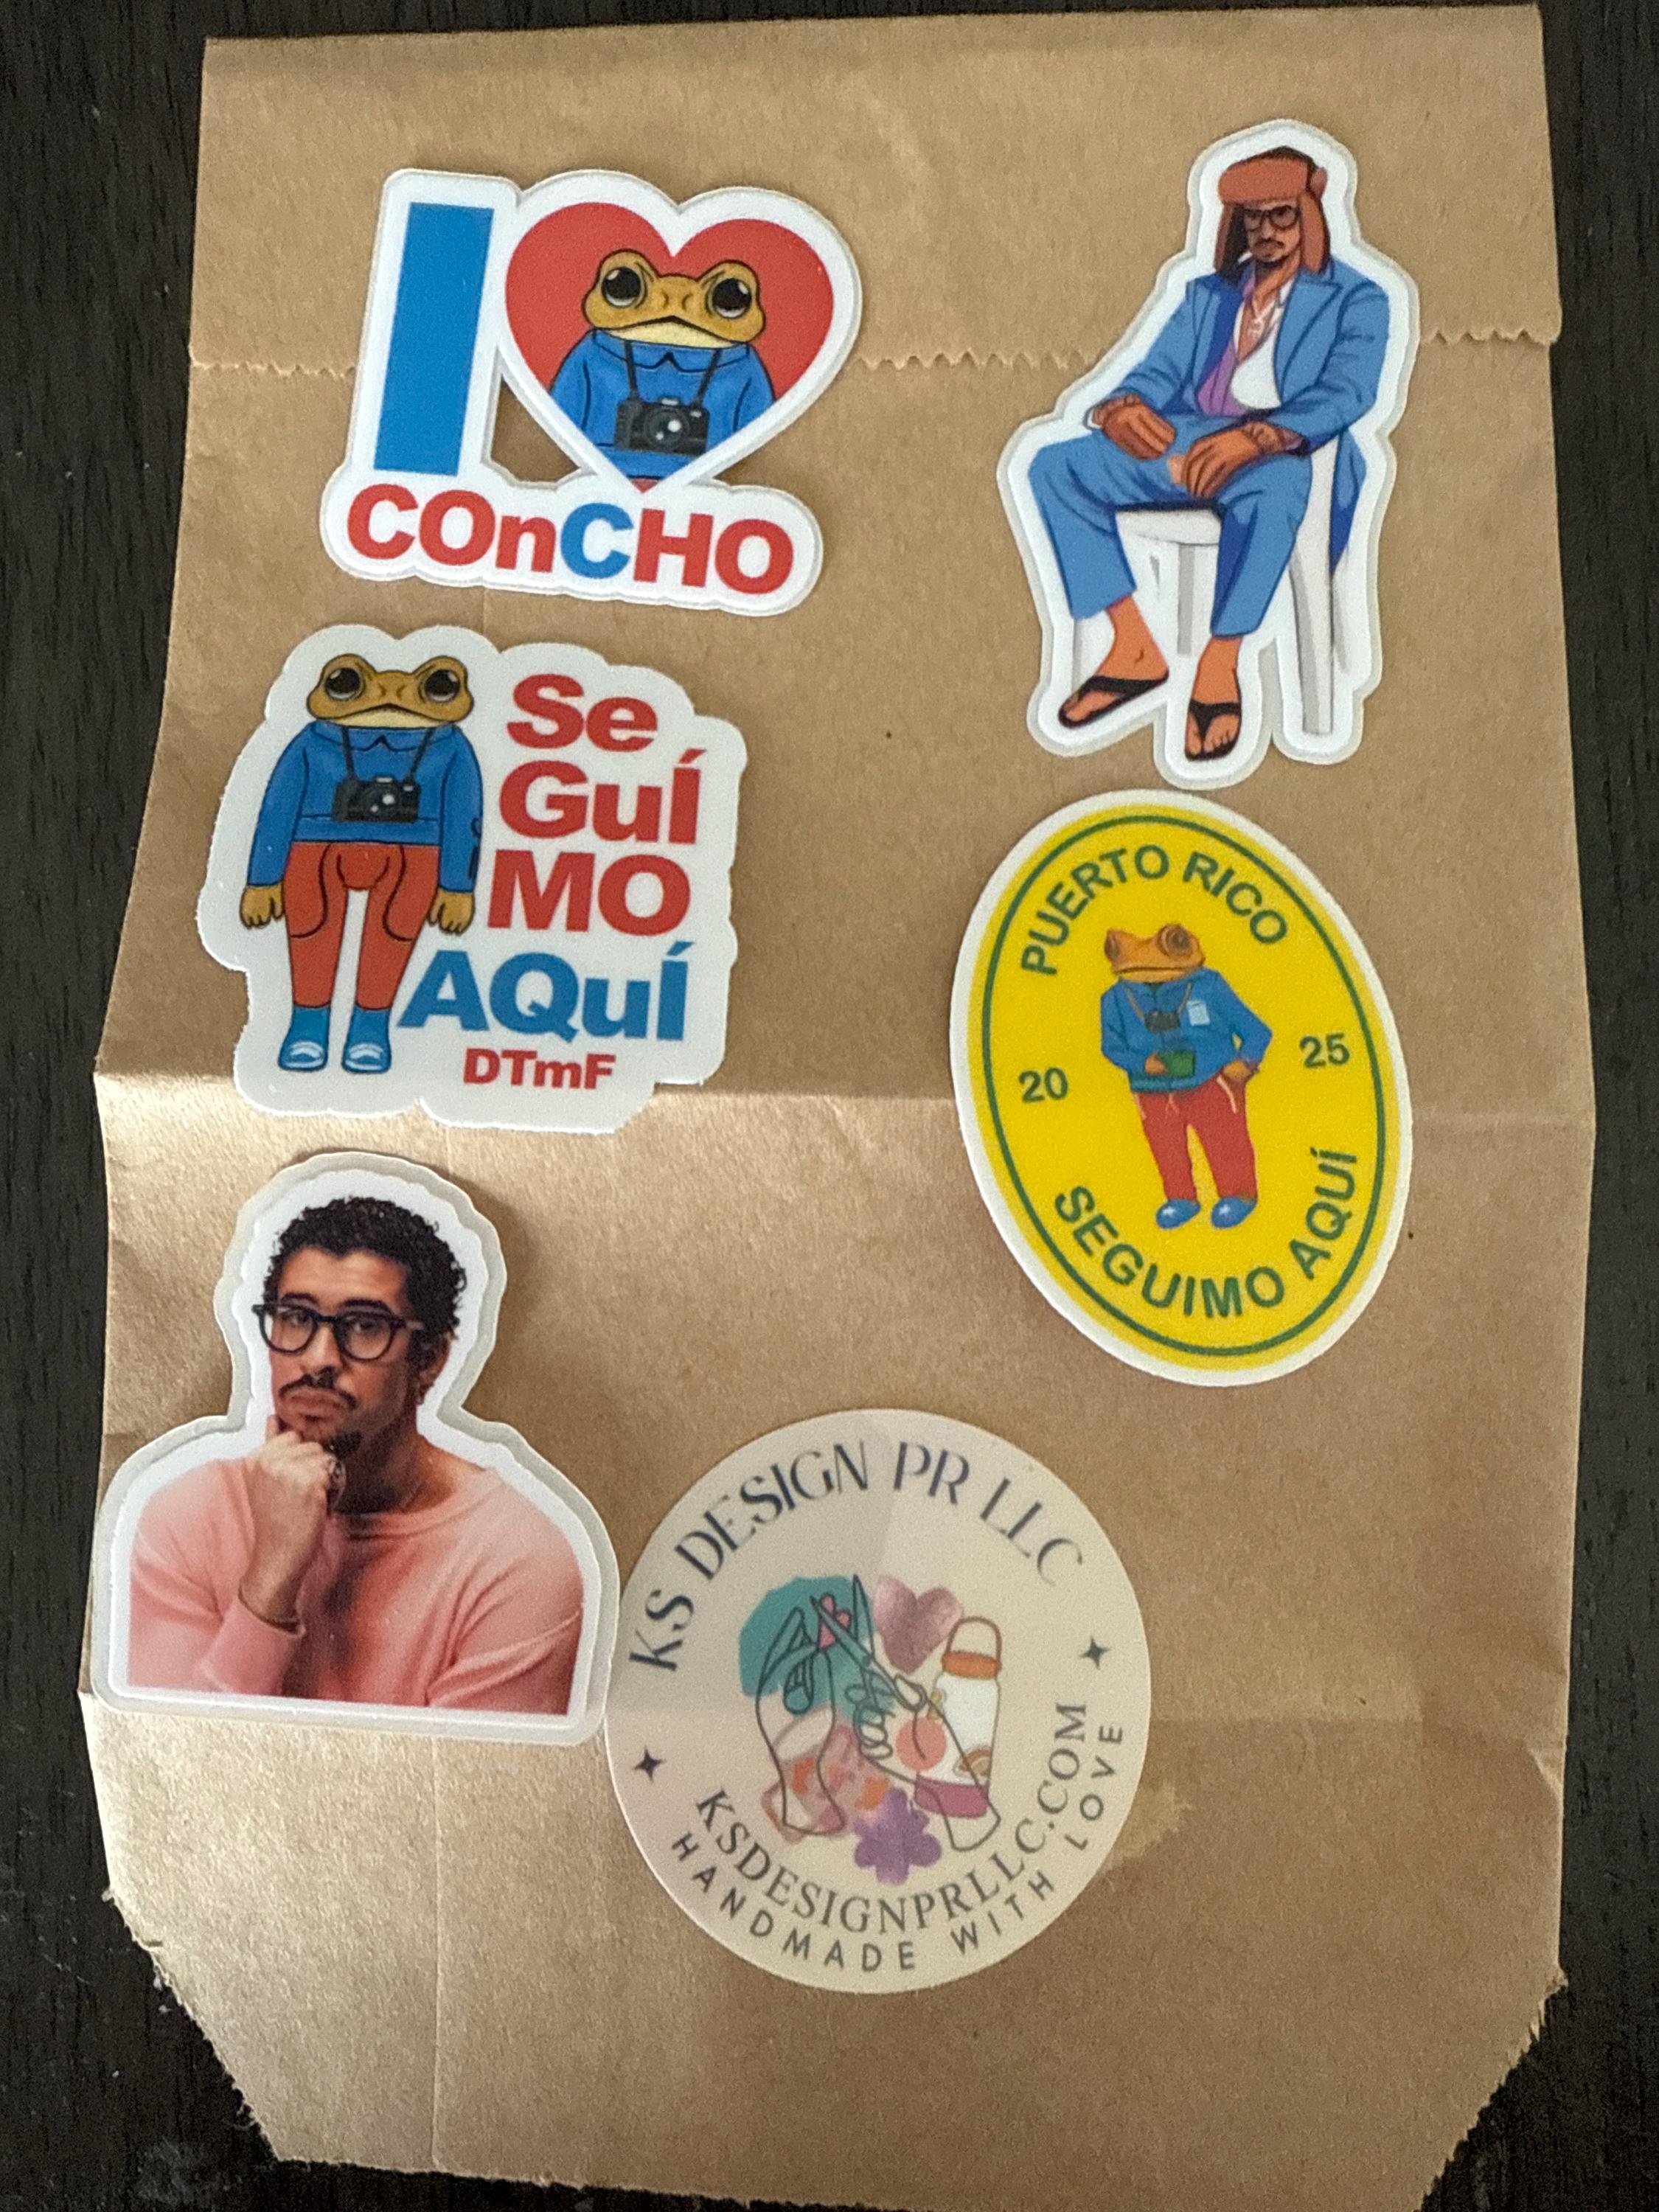 I
COnCHO
Se
GuÍ
MO
AQuÍ
DTmF
PUERTO RICO
20 25
SEGUIMO AQUÍ
KS DESIGN PR LLC
KSDESIGNPRLLC.COM
HANDMADE WITH LOVE